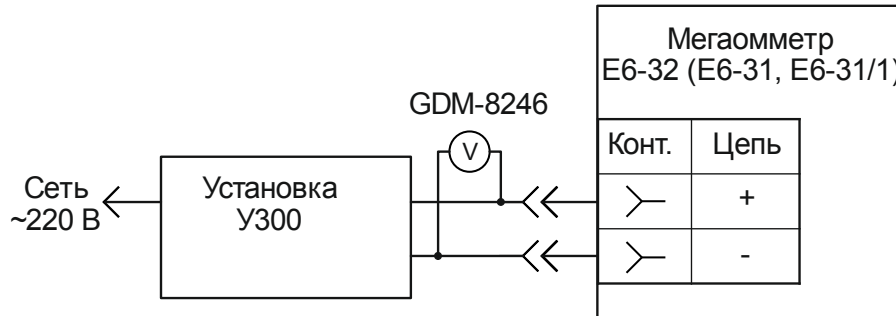 Мегаомметр
Е6-32 (Е6-31, Е6-31/1)
GDM-8246
V
Конт.
Цепь
Сеть
~220 В
Установка
У300
+
-